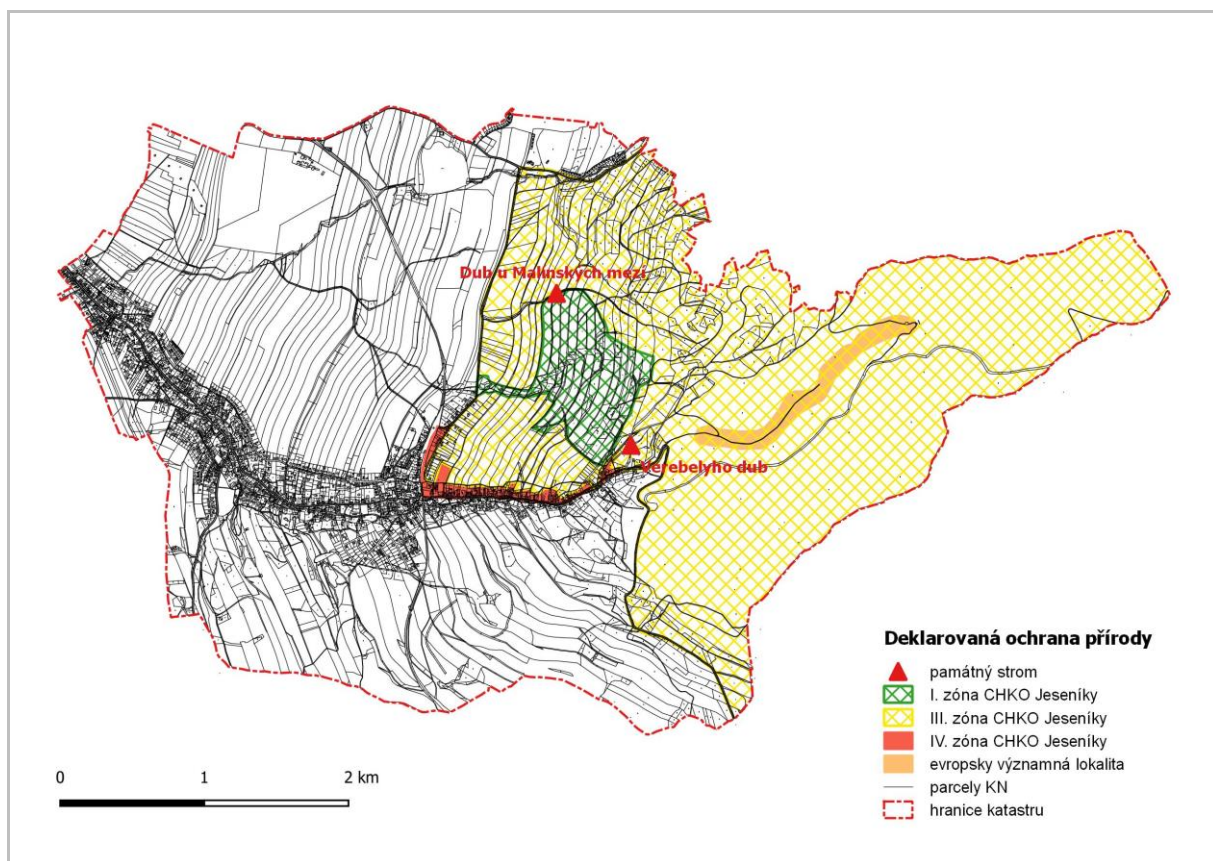 Dub u Malínských mezí
Verebelyho dub
Deklarovaná ochrana přírody
památný strom
I. zóna CHKO Jeseníky
III. zóna CHKO Jeseníky
IV. zóna CHKO Jeseníky
evropsky významná lokalita
parcely KN
hranice katastru
0 1 2 km